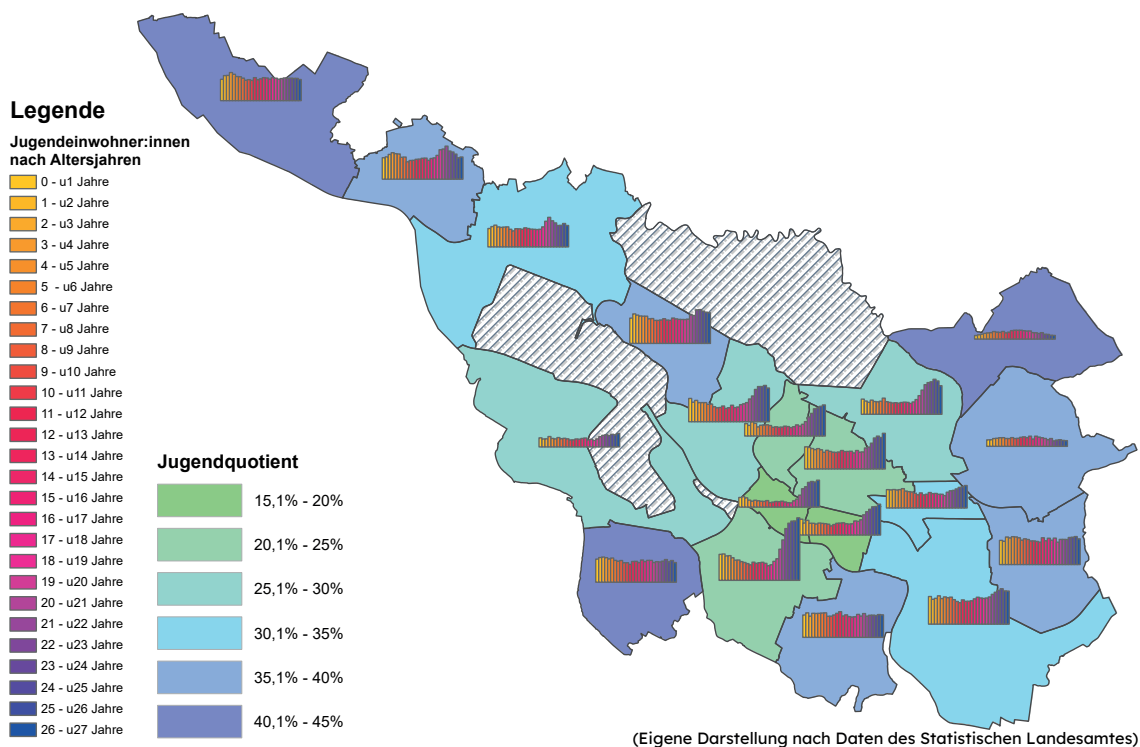 Legende
Jugendeinwohner:innen
nach Altersjahren
0 - u1 Jahre
1 - u2 Jahre
2 - u3 Jahre
3 - u4 Jahre
4 - u5 Jahre
5 - u6 Jahre
6 - u7 Jahre
7 - u8 Jahre
8 - u9 Jahre
9 - u10 Jahre
10 - u11 Jahre
11 - u12 Jahre
12 - u13 Jahre
13 - u14 Jahre
14 - u15 Jahre
15 - u16 Jahre
16 - u17 Jahre
17 - u18 Jahre
18 - u19 Jahre
19 - u20 Jahre
20 - u21 Jahre
21 - u22 Jahre
22 - u23 Jahre
23 - u24 Jahre
24 - u25 Jahre
25 - u26 Jahre
26 - u27 Jahre
Jugendquotient
15,1% - 20%
20,1% - 25%
25,1% - 30%
30,1% - 35%
35,1% - 40%
40,1% - 45%
(Eigene Darstellung nach Daten des Statistischen Landesamtes)